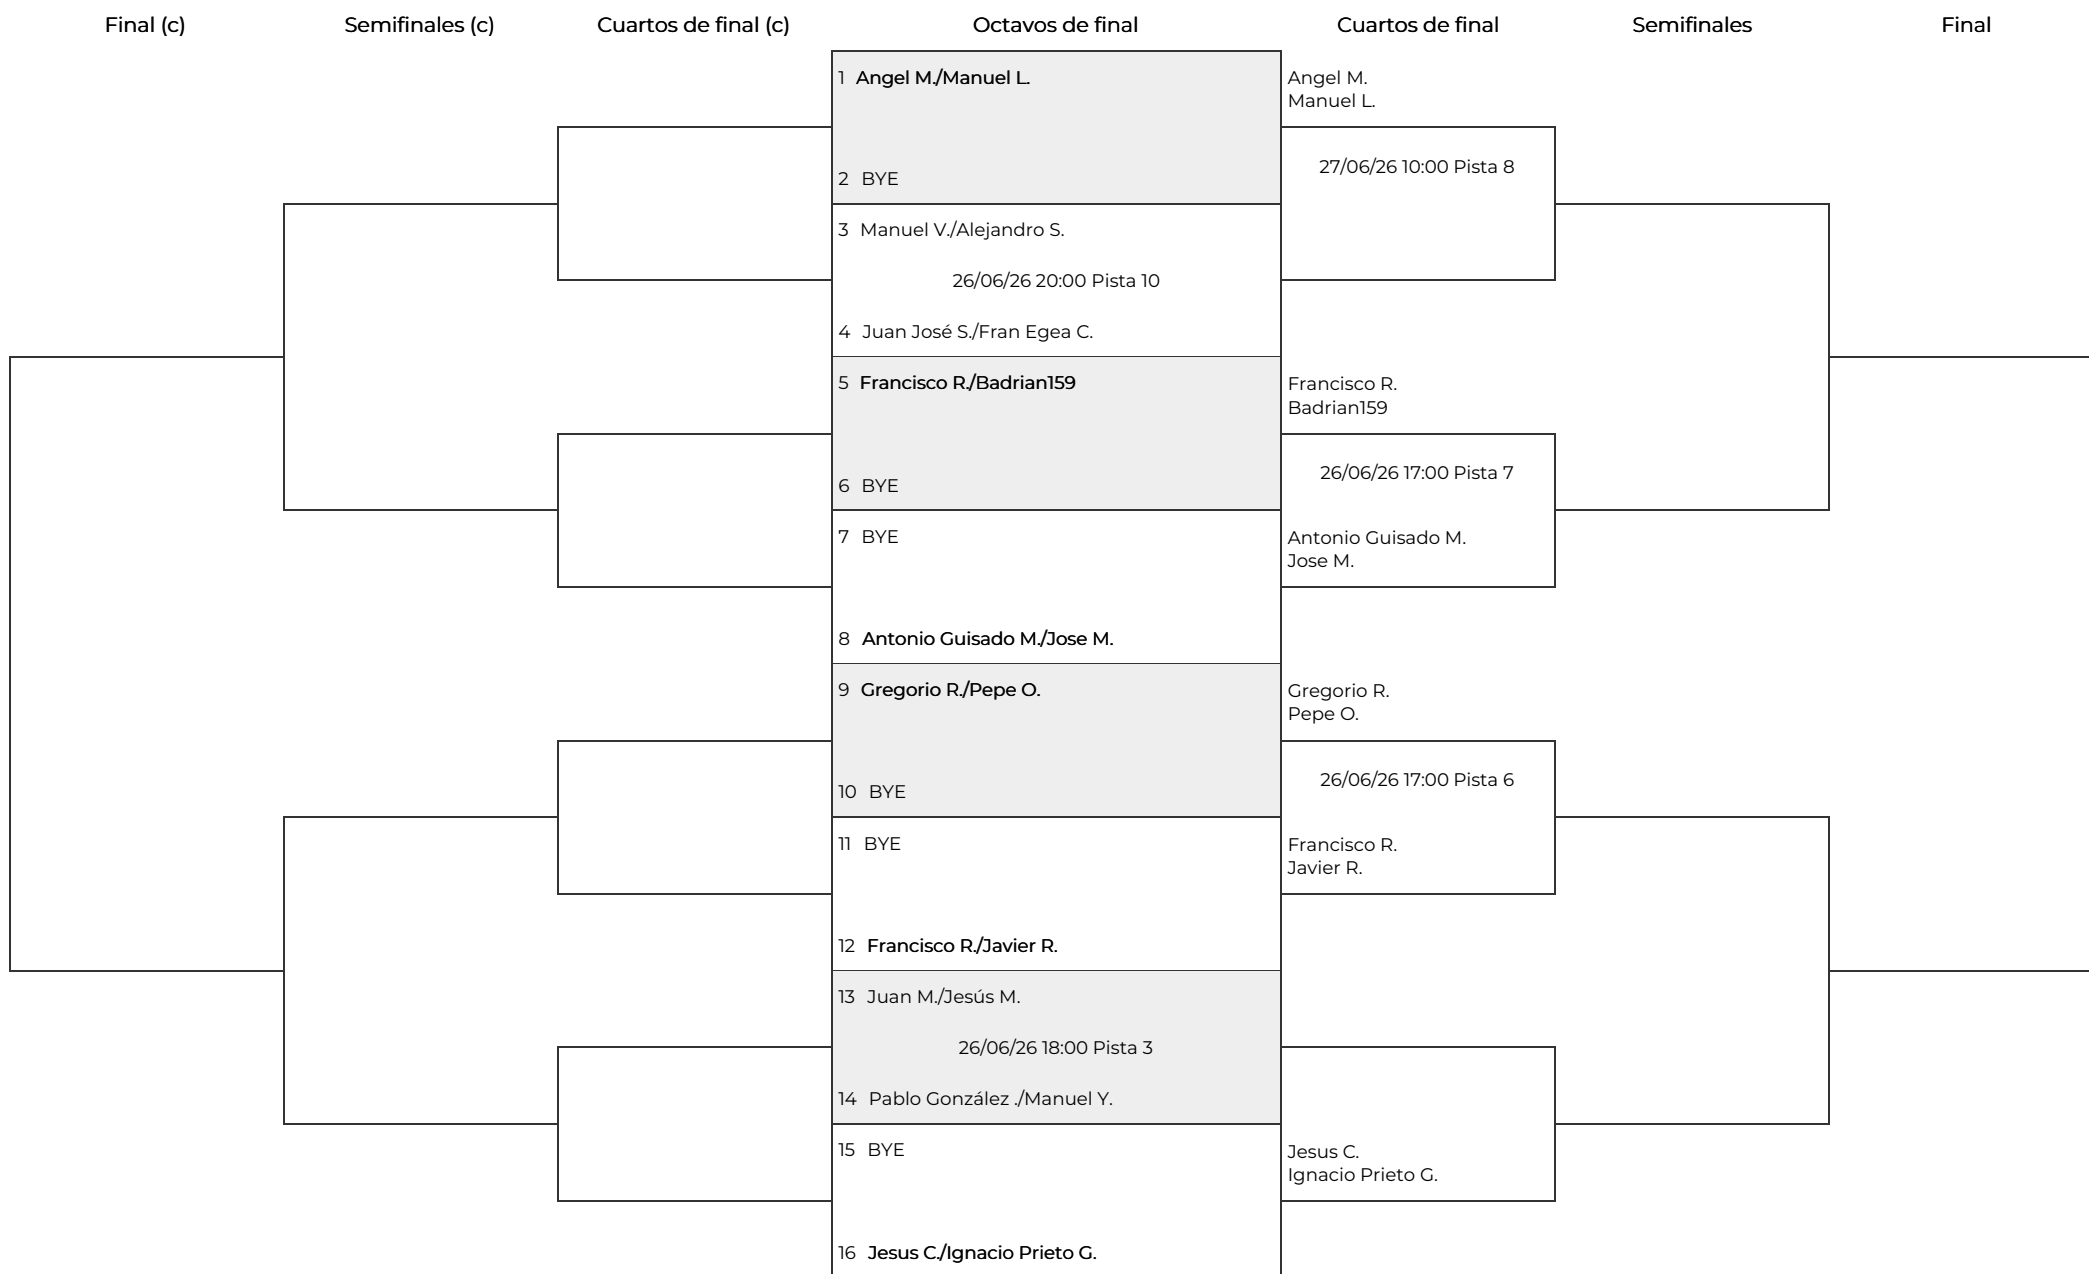 Final (c)
Semifinales (c)
Cuartos de final (c)
Octavos de final
Cuartos de final
Semifinales
Final
1 Angel M./Manuel L.
2 BYE
3 Manuel V./Alejandro S.
26/06/26 20:00 Pista 10
4 Juan José S./Fran Egea C.
5 Francisco R./Badrian159
6 BYE
7 BYE
8 Antonio Guisado M./Jose M.
9 Gregorio R./Pepe O.
10 BYE
11 BYE
12 Francisco R./Javier R.
13 Juan M./Jesús M.
26/06/26 18:00 Pista 3
14 Pablo González ./Manuel Y.
15 BYE
16 Jesus C./Ignacio Prieto G.
Angel M.
Manuel L.
27/06/26 10:00 Pista 8
Francisco R.
Badrian159
26/06/26 17:00 Pista 7
Antonio Guisado M.
Jose M.
Gregorio R.
Pepe O.
26/06/26 17:00 Pista 6
Francisco R.
Javier R.
Jesus C.
Ignacio Prieto G.